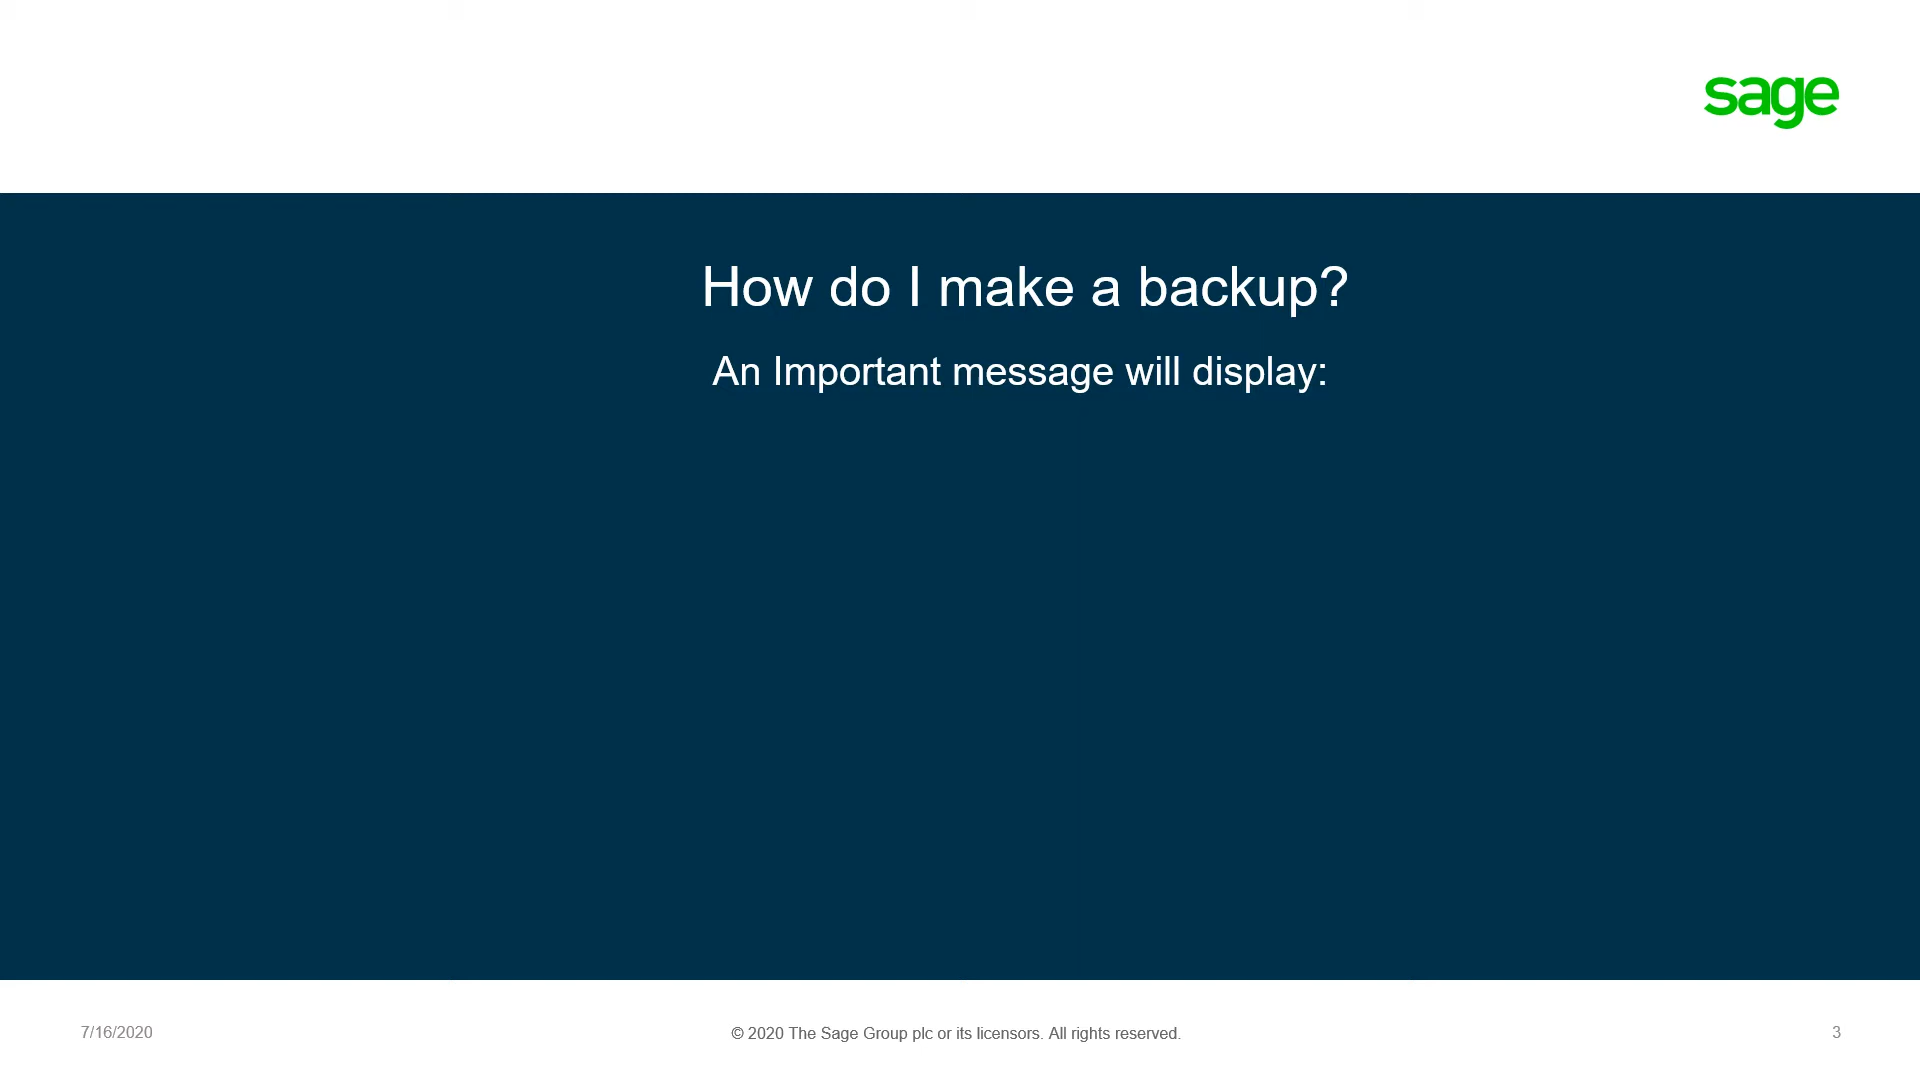 sage
How do I make a backup?
An Important message will display:
7/16/2020
© 2020 The Sage Group plc or its licensors. All rights reserved.
3